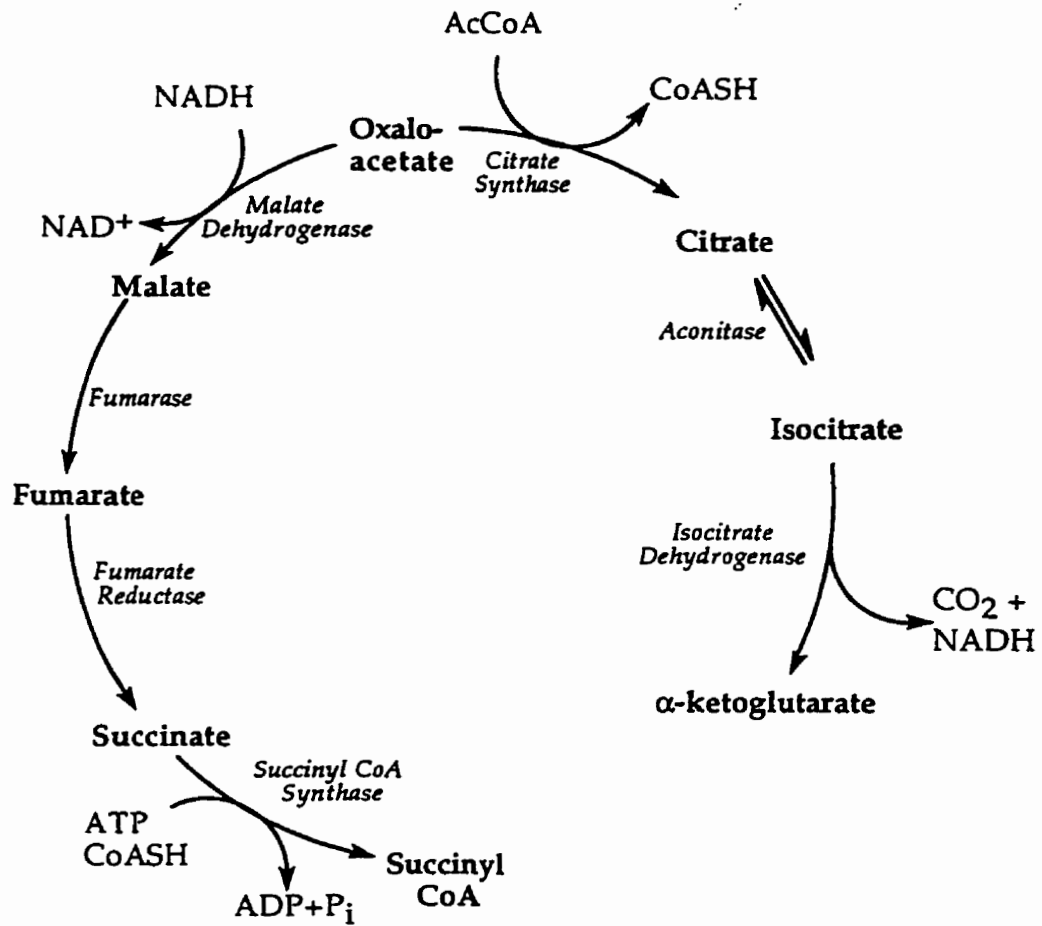 AcCoA
NADH
CoASH
Oxalo-
acetate
Citrate
Synthase
NAD+
Malate
Dehydrogenase
Citrate
Malate
Aconitase
Fumarase
Isocitrate
Fumarate
Isocitrate
Dehydrogenase
Fumarate
Reductase
CO2 +
NADH
α-ketoglutarate
Succinate
Succinyl CoA
Synthase
ATP
CoASH
Succinyl
CoA
ADP+Pi